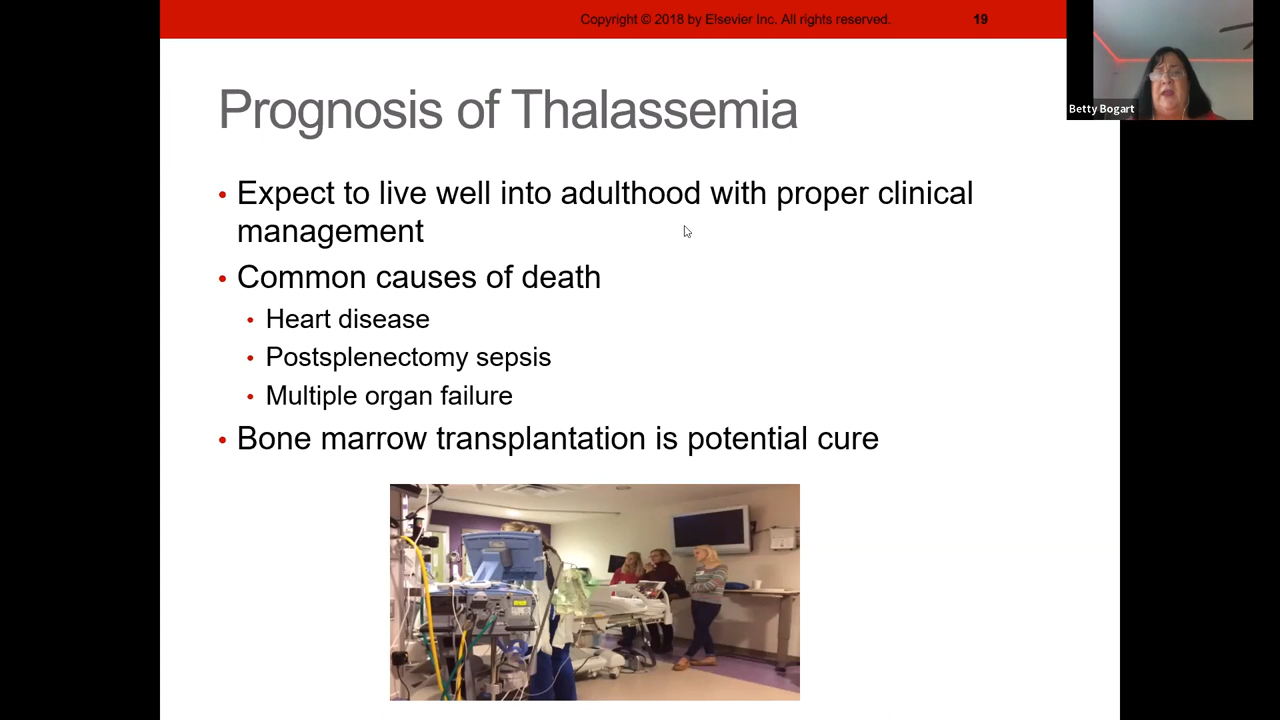 Copyright © 2018 by Elsevier Inc. All rights reserved. 19
Betty Bogart
Prognosis of Thalassemia
• Expect to live well into adulthood with proper clinical
management
• Common causes of death
• Heart disease
• Postsplenectomy sepsis
• Multiple organ failure
• Bone marrow transplantation is potential cure